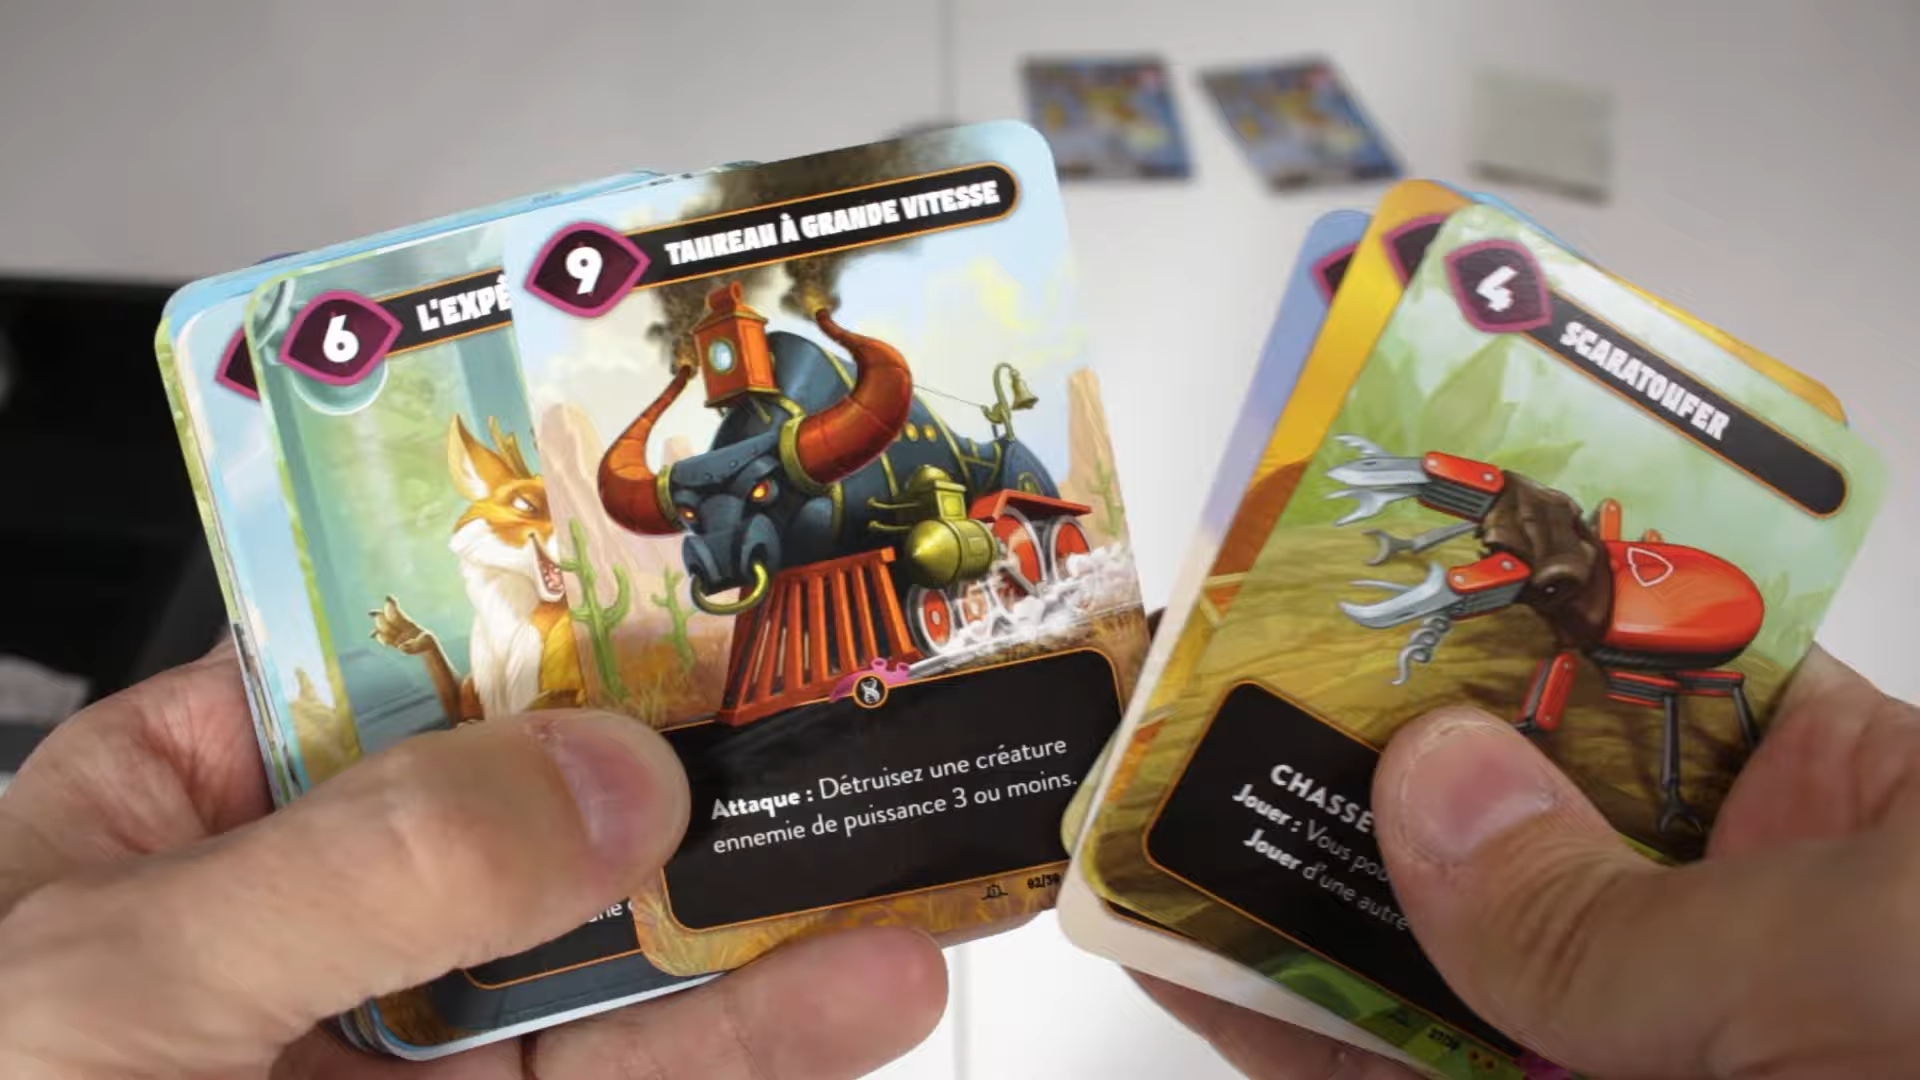 6
L'EXPÉ
9
TAUREAU À GRANDE VITESSE
Attaque : Détruisez une créature
ennemie de puissance 3 ou moins.
une
4
SCARATOUFER
CHASSE
Jouer : Vous pou
Jouer d'une autre